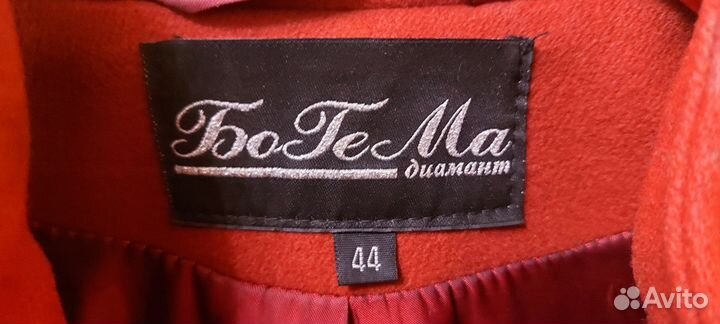 БоГеМа
диамант
44
Avito